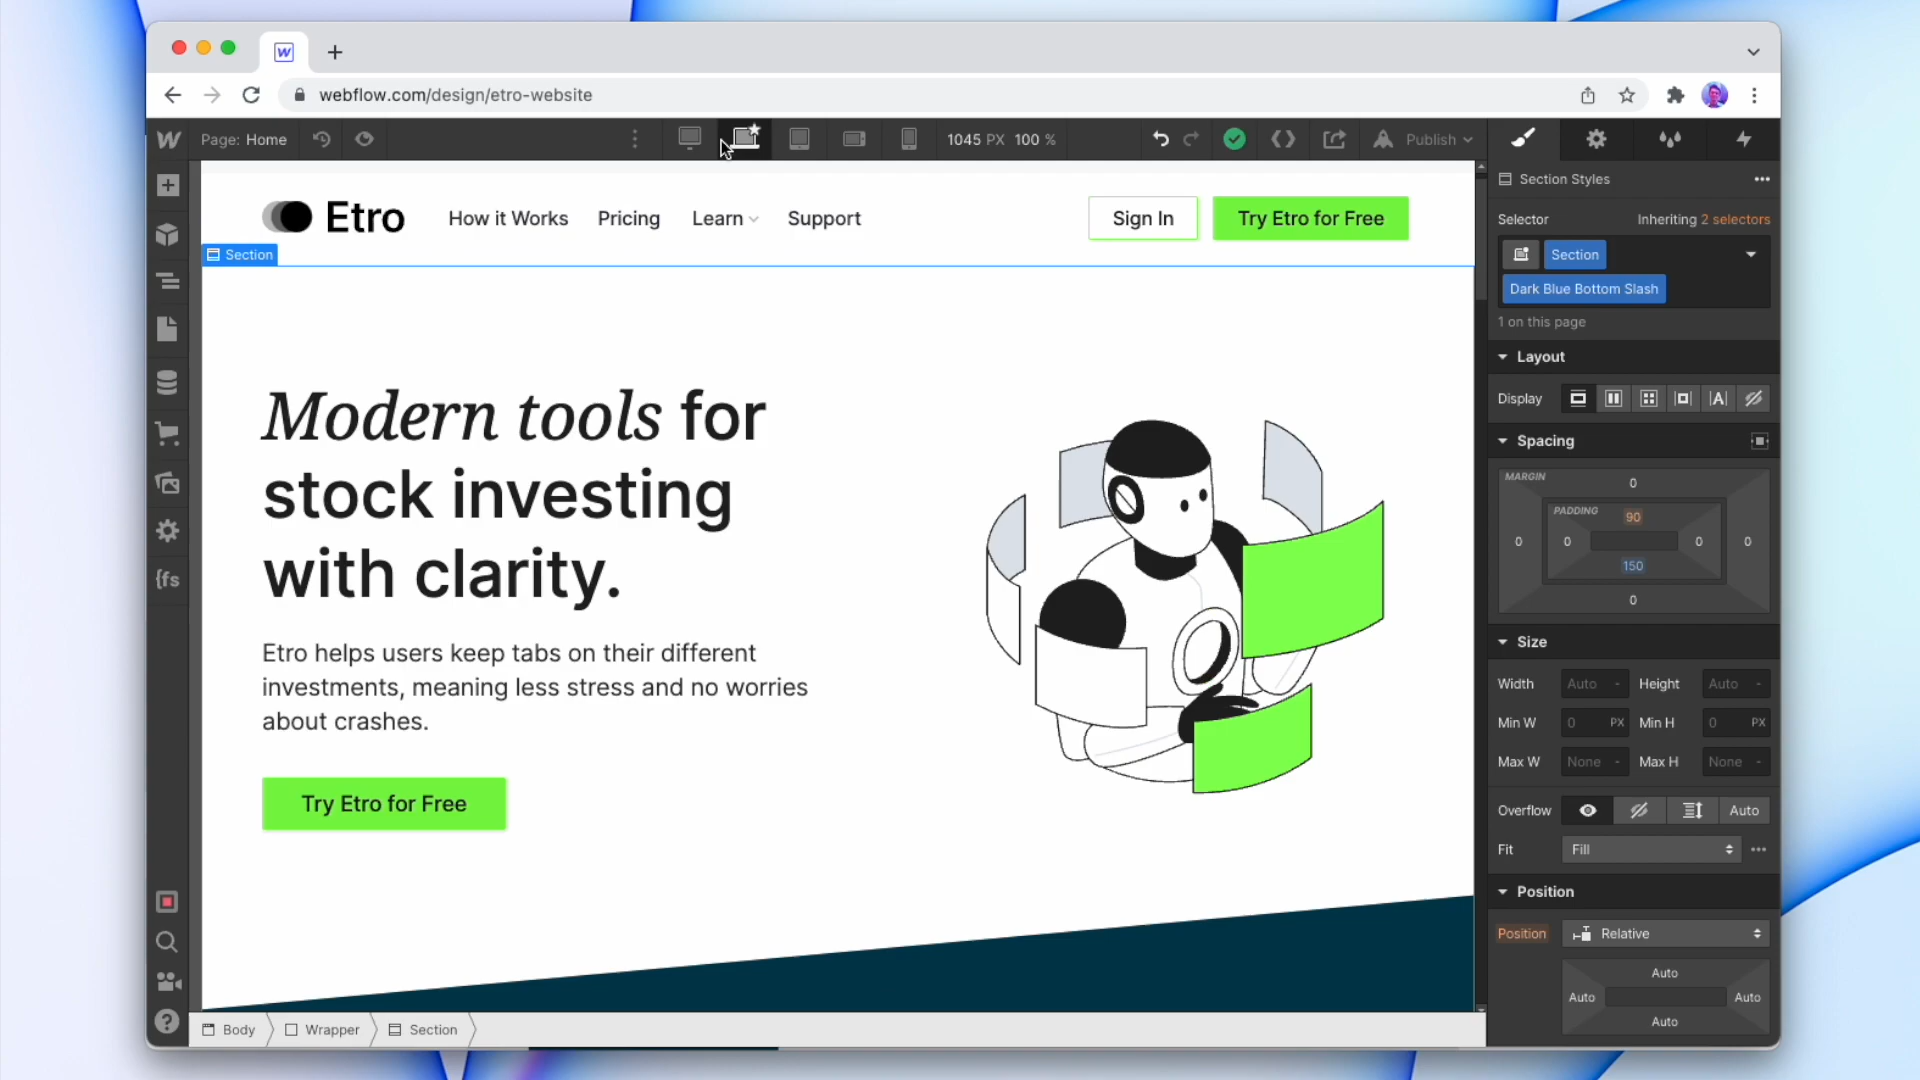 webflow.com/design/etro-website
Page: Home
1045 PX 100 %
Publish
Etro
How it Works
Pricing
Learn
Support
Sign In
Try Etro for Free
Section
Modern tools for
stock investing
with clarity.
Etro helps users keep tabs on their different
investments, meaning less stress and no worries
about crashes.
Try Etro for Free
{fs
Body
Wrapper
Section
Section Styles
Selector
Inheriting 2 selectors
Section
Dark Blue Bottom Slash
1 on this page
Layout
Display
Spacing
MARGIN
0
PADDING
90
0 0 0 0
150
0
Size
Width Auto - Height Auto -
Min W 0 PX Min H 0 PX
Max W None - Max H None -
Overflow Auto
Fit Fill
Position
Position Relative
Auto
Auto Auto
Auto